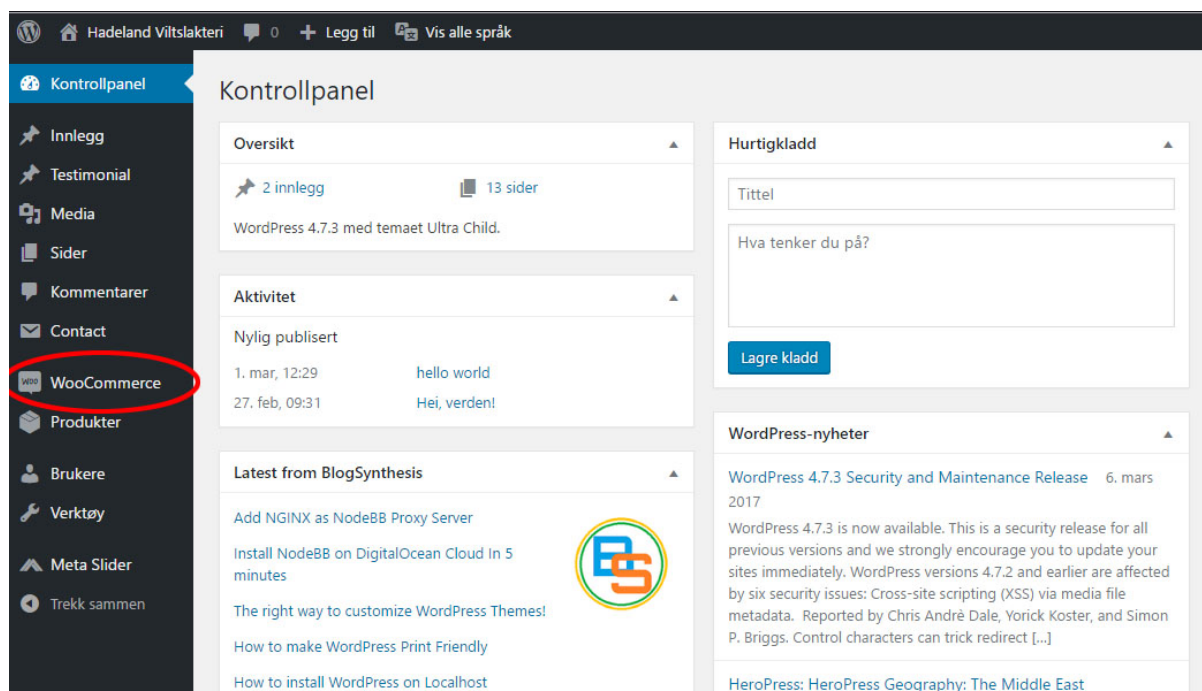 Hadeland Viltslakteri 0 Legg til Vis alle språk
Kontrollpanel
Innlegg
Testimonial
Media
Sider
Kommentarer
Contact
WOO WooCommerce
Produkter
Brukere
Verktøy
Meta Slider
Trekk sammen
Kontrollpanel
Oversikt
2 innlegg 13 sider
WordPress 4.7.3 med temaet Ultra Child.
Aktivitet
Nylig publisert
1. mar, 12:29 hello world
27. feb, 09:31 Hei, verden!
Latest from BlogSynthesis
Add NGINX as NodeBB Proxy Server
Install NodeBB on DigitalOcean Cloud In 5
minutes
The right way to customize WordPress Themes!
How to make WordPress Print Friendly
How to install WordPress on Localhost
BS
Hurtigkladd
Tittel
Hva tenker du på?
Lagre kladd
WordPress-nyheter
WordPress 4.7.3 Security and Maintenance Release 6. mars
2017
WordPress 4.7.3 is now available. This is a security release for all
previous versions and we strongly encourage you to update your
sites immediately. WordPress versions 4.7.2 and earlier are affected
by six security issues: Cross-site scripting (XSS) via media file
metadata. Reported by Chris Andrè Dale, Yorick Koster, and Simon
P. Briggs. Control characters can trick redirect [...]
HeroPress: HeroPress Geography: The Middle East